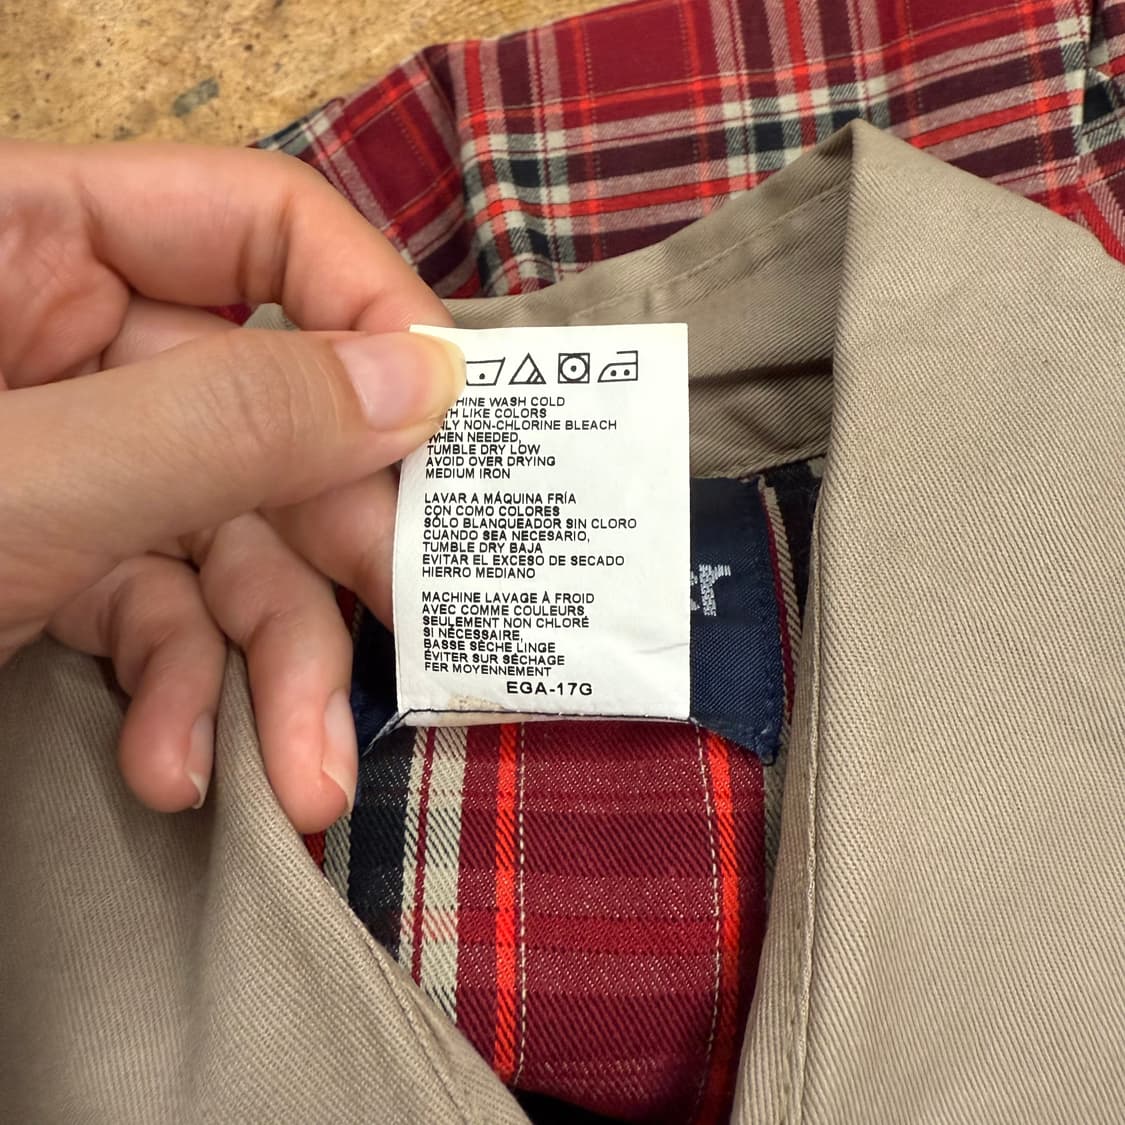 WASH COLD
LIKE COLORS
NON-CHLORINE BLEACH
WHEN NEEDED,
TUMBLE DRY LOW
AVOID OVER DRYING
MEDIUM IRON
LAVAR A MÁQUINA FRÍA
CON COMO COLORES
SÓLO BLANQUEADOR SIN CLORO
CUANDO SEA NECESARIO,
TUMBLE DRY BAJA
EVITAR EL EXCESO DE SECADO
HIERRO MEDIANO
MACHINE LAVAGE À FROID
AVEC COMME COULEURS,
SEULEMENT NON CHLORÉ
SI NÉCESSAIRE,
BASSE SÈCHE LINGE
ÉVITER SUR SÉCHAGE
FER MOYENNEMENT
EGA-17G